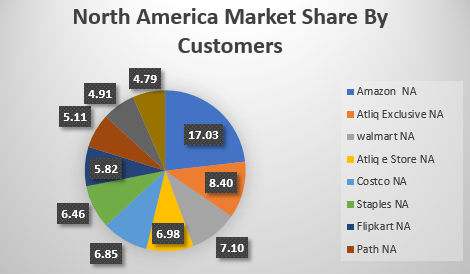 North America Market Share By
Customers
4.79
4.91
5.11
5.82
6.46
6.85
6.98
7.10
8.40
17.03
Amazon  NA
Atliq Exclusive NA
walmart NA
Atliq e Store NA
Costco NA
Staples NA
Flipkart NA
Path NA